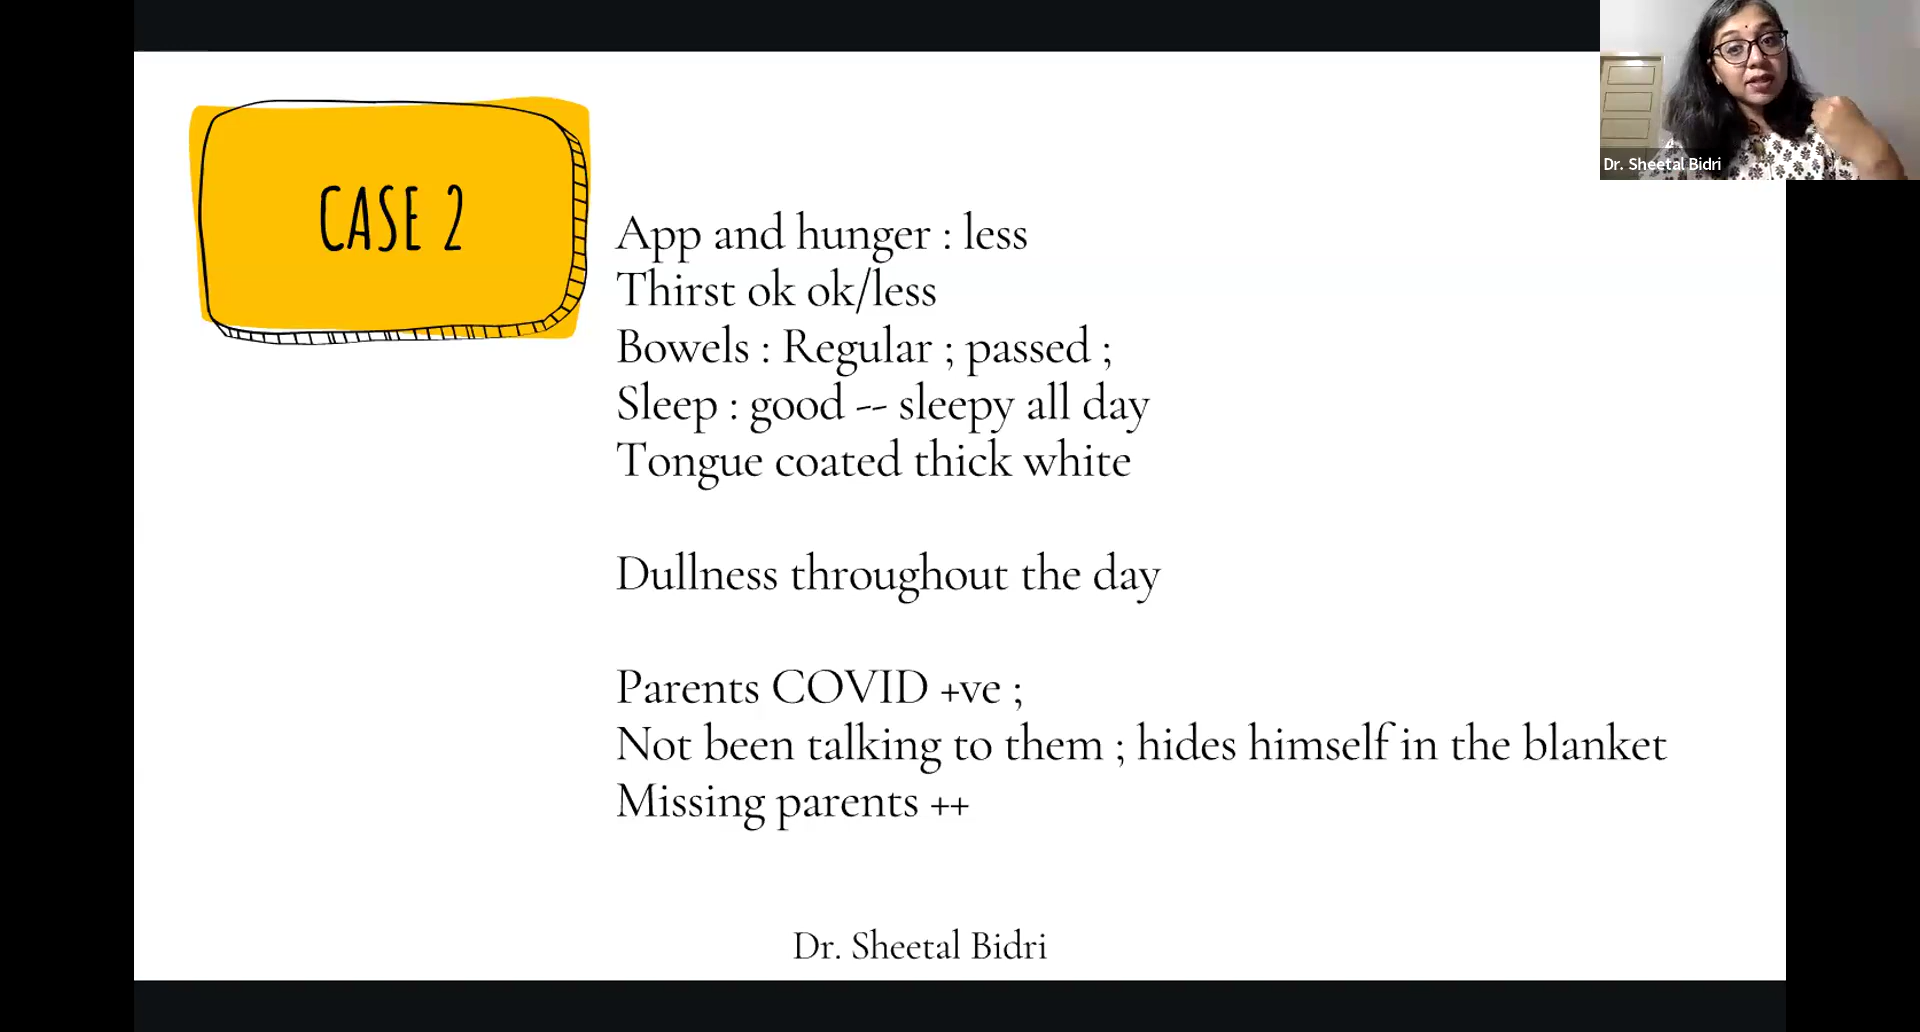 Dr. Sheetal Bidri
CASE 2
App and hunger : less
Thirst ok ok/less
Bowels : Regular ; passed ;
Sleep : good -- sleepy all day
Tongue coated thick white
Dullness throughout the day
Parents COVID +ve ;
Not been talking to them ; hides himself in the blanket
Missing parents ++
Dr. Sheetal Bidri